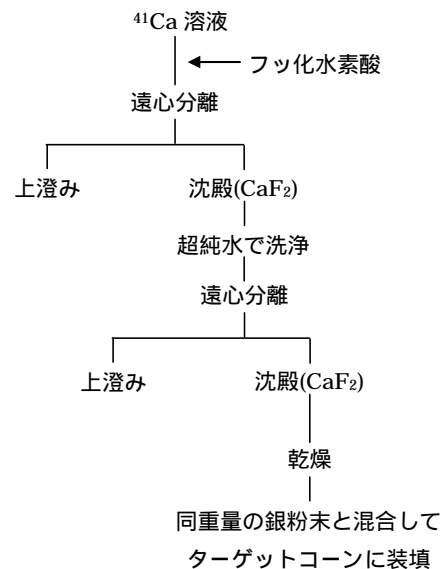 ⁴¹Ca 溶液
フッ化水素酸
遠心分離
上澄み 沈殿(CaF₂)
超純水で洗浄
遠心分離
上澄み 沈殿(CaF₂)
乾燥
同重量の銀粉末と混合して
ターゲットコーンに装填